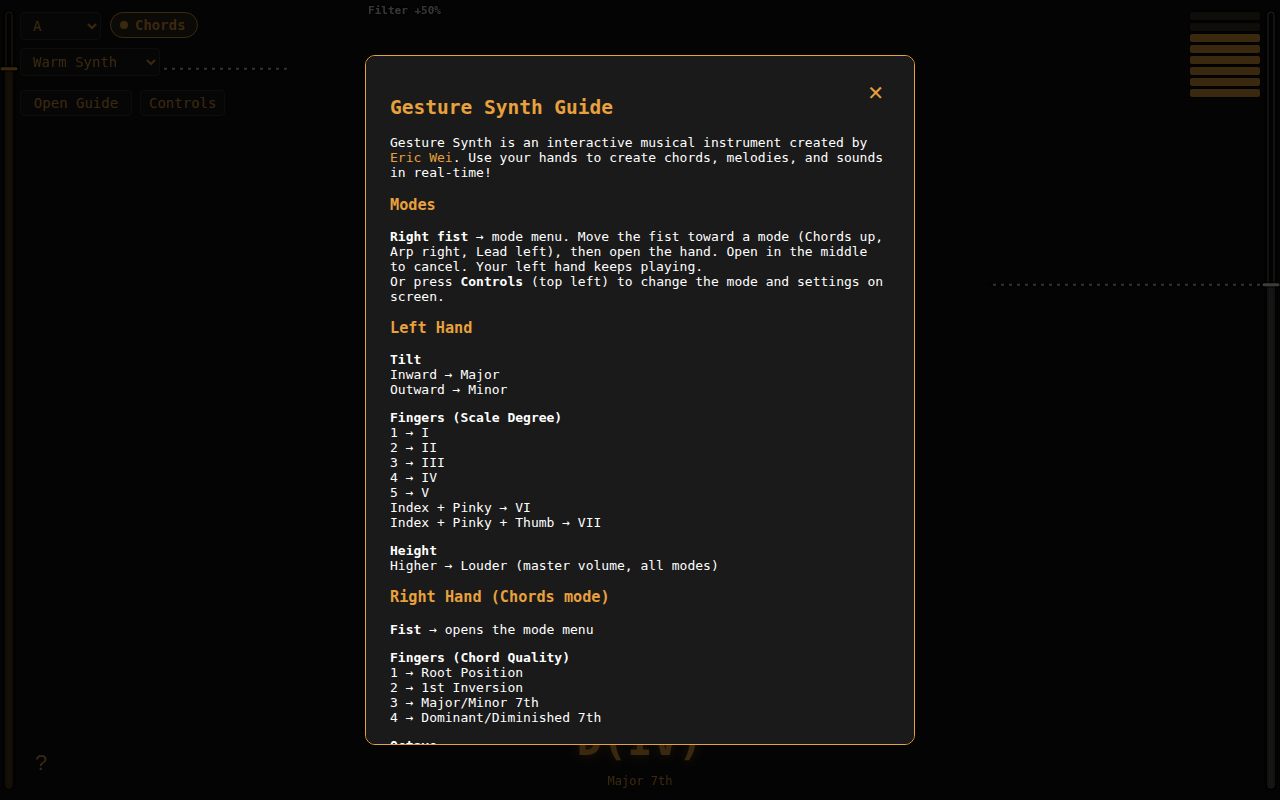 Filter +50%
A
Chords
Warm Synth
Open Guide
Controls
✕
Gesture Synth Guide
Gesture Synth is an interactive musical instrument created by
Eric Wei. Use your hands to create chords, melodies, and sounds
in real-time!
Modes
Right fist → mode menu. Move the fist toward a mode (Chords up,
Arp right, Lead left), then open the hand. Open in the middle
to cancel. Your left hand keeps playing.
Or press Controls (top left) to change the mode and settings on
screen.
Left Hand
Tilt
Inward → Major
Outward → Minor
Fingers (Scale Degree)
1 → I
2 → II
3 → III
4 → IV
5 → V
Index + Pinky → VI
Index + Pinky + Thumb → VII
Height
Higher → Louder (master volume, all modes)
Right Hand (Chords mode)
Fist → opens the mode menu
Fingers (Chord Quality)
1 → Root Position
2 → 1st Inversion
3 → Major/Minor 7th
4 → Dominant/Diminished 7th
D(IV)
?
Major 7th